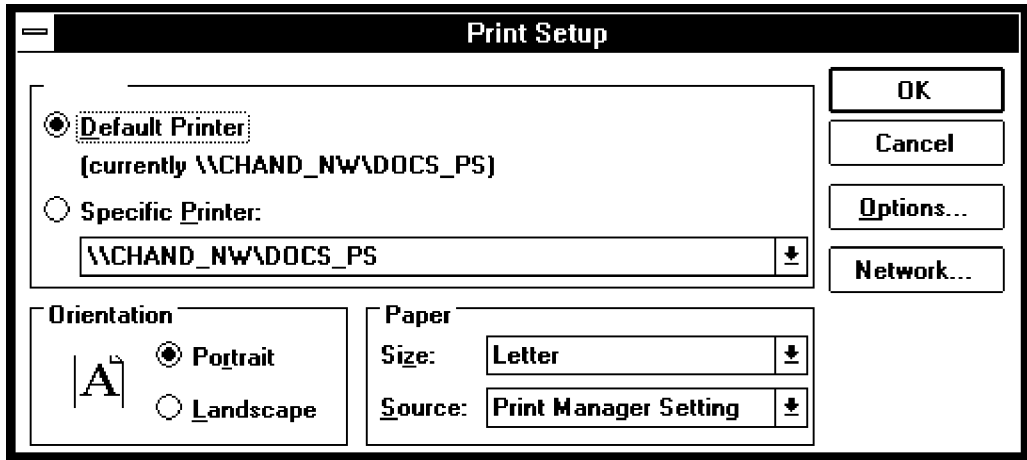 Print Setup
Default Printer
(currently \\CHAND_NW\DOCS_PS)
Specific Printer:
\\CHAND_NW\DOCS_PS
OK
Cancel
Options...
Network...
Orientation
Portrait
Landscape
A
Paper
Size: Letter
Source: Print Manager Setting